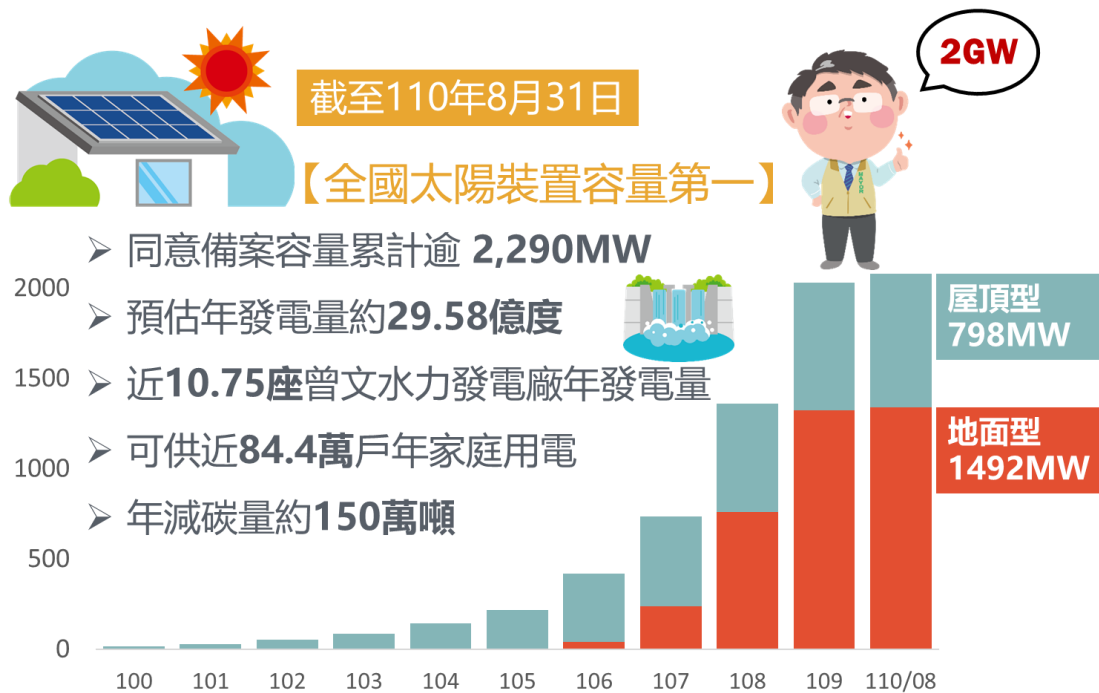 2GW
截至110年8月31日
【全國太陽裝置容量第一】
➢ 同意備案容量累計逾 2,290MW
➢ 預估年發電量約29.58億度
➢ 近10.75座曾文水力發電廠年發電量
➢ 可供近84.4萬戶年家庭用電
➢ 年減碳量約150萬噸
2000
1500
1000
500
0
屋頂型
798MW
地面型
1492MW
100 101 102 103 104 105 106 107 108 109 110/08